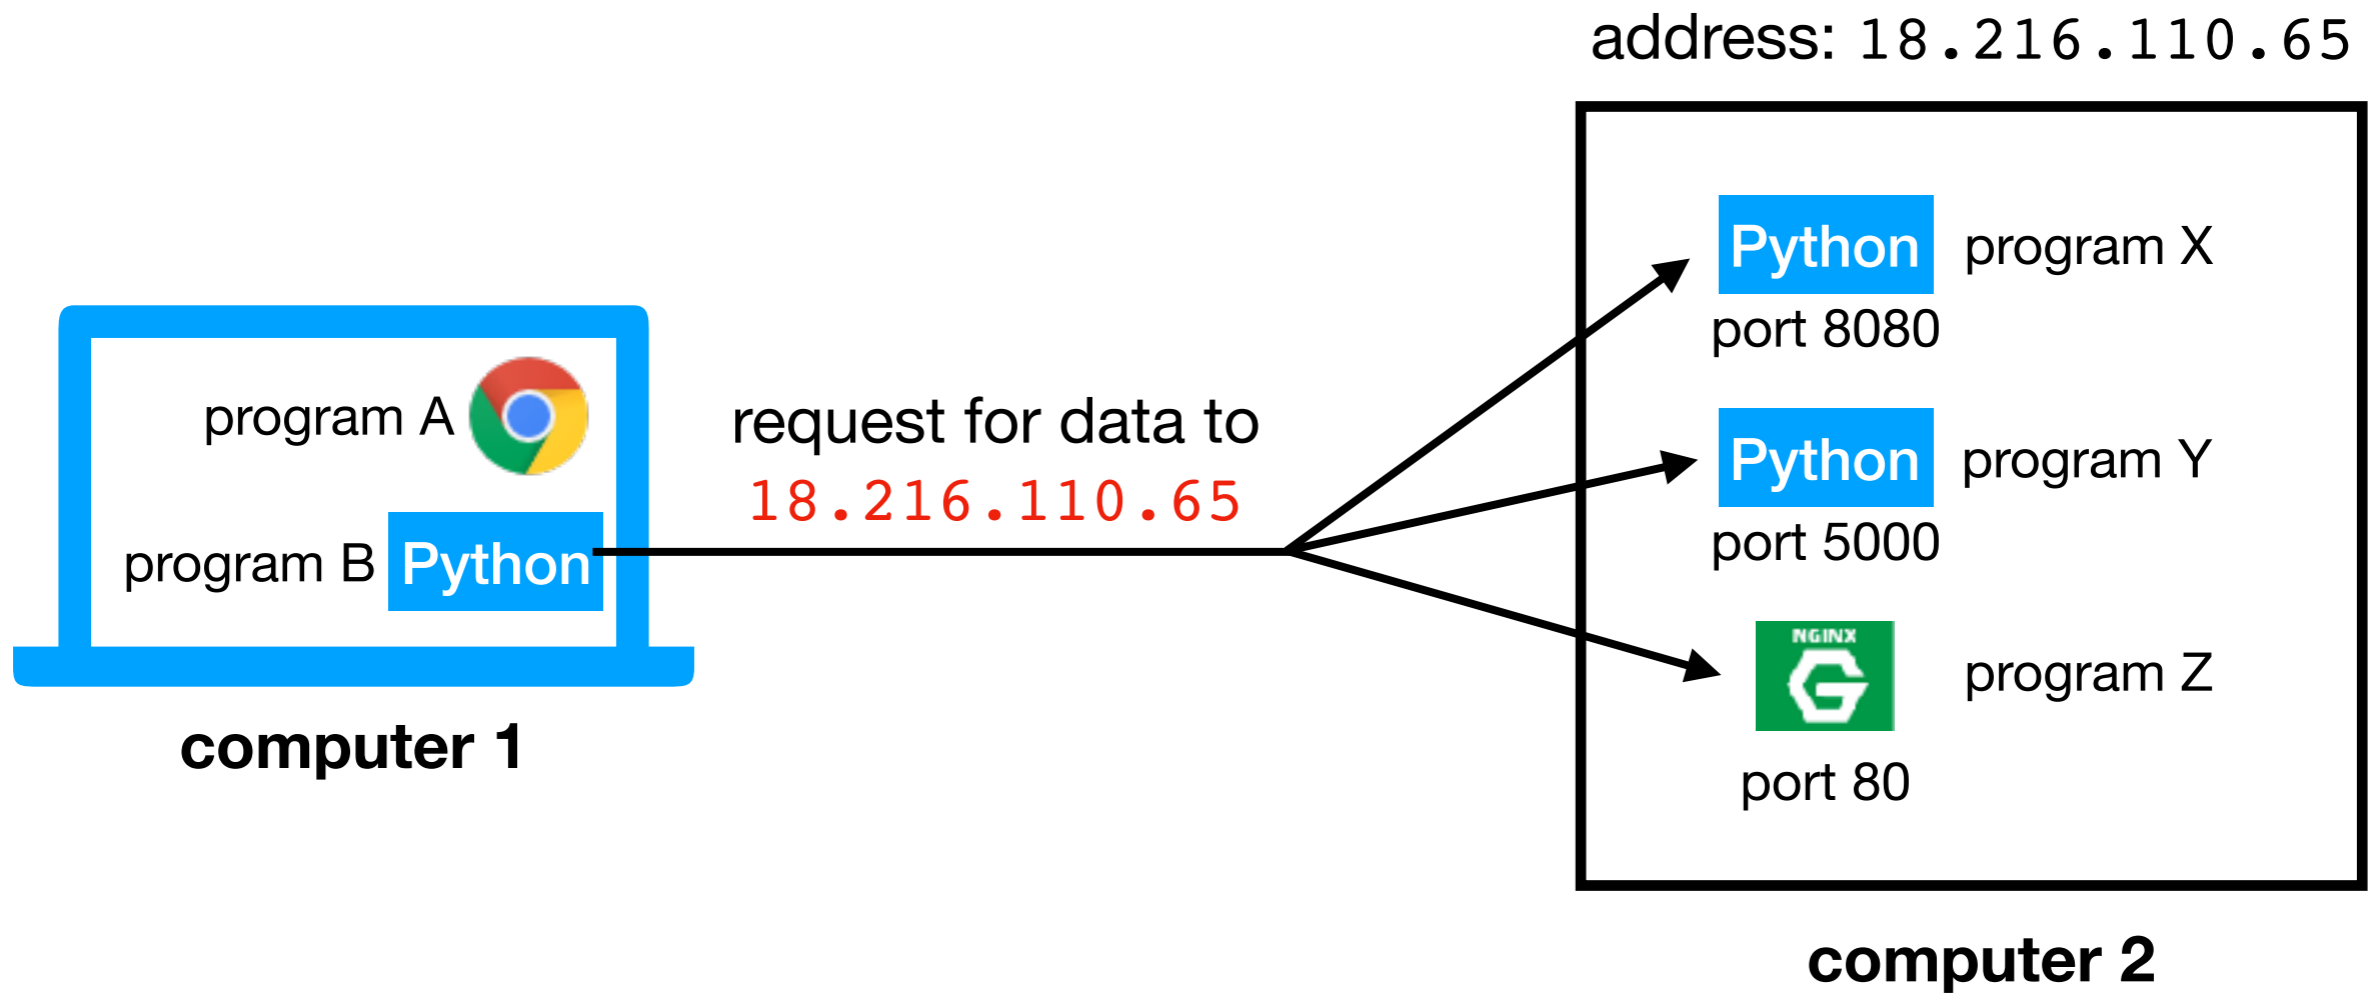 address: 18.216.110.65
Python program X
port 8080
program A
request for data to
18.216.110.65
Python program Y
port 5000
program B Python
NGINX
G
program Z
port 80
computer 1
computer 2